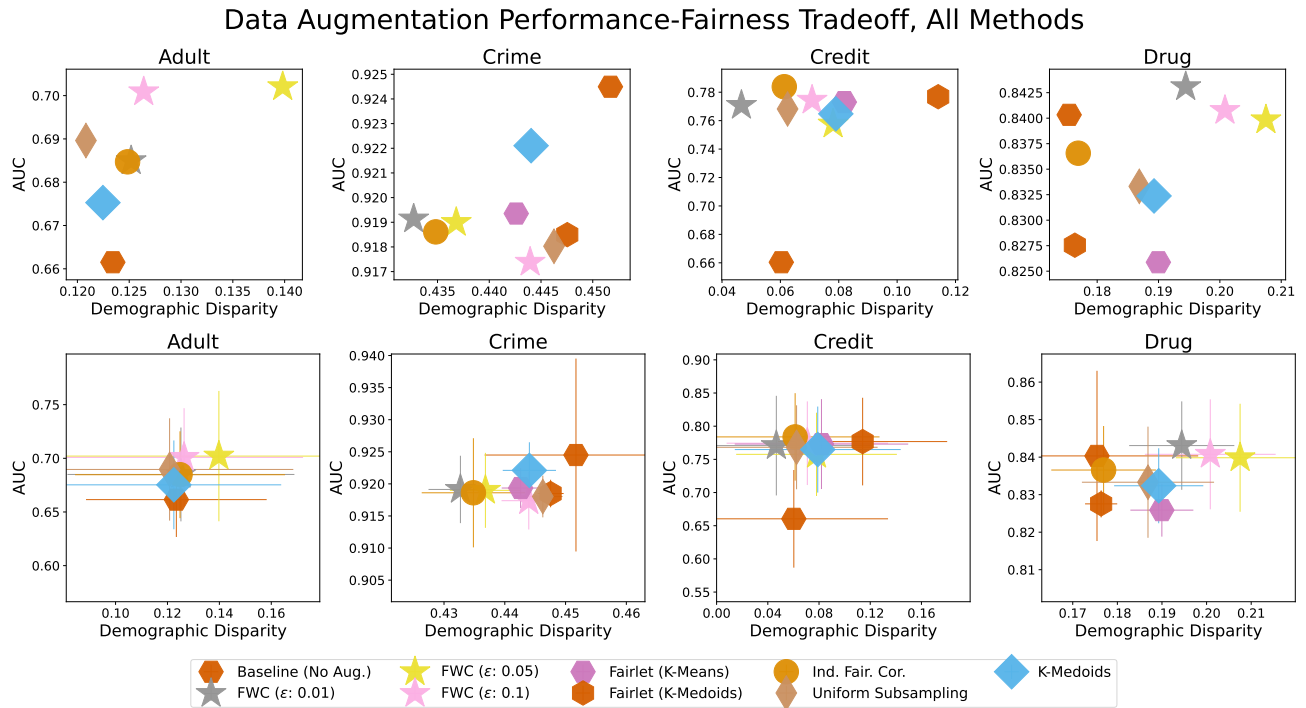 Data Augmentation Performance-Fairness Tradeoff, All Methods
Adult
0.70
0.69
0.68
0.67
0.66
AUC
0.120 0.125 0.130 0.135 0.140
Demographic Disparity
Crime
0.925
0.924
0.923
0.922
0.921
0.920
0.919
0.918
0.917
AUC
0.435 0.440 0.445 0.450
Demographic Disparity
Credit
0.78
0.76
0.74
0.72
0.70
0.68
0.66
AUC
0.04 0.06 0.08 0.10 0.12
Demographic Disparity
Drug
0.8425
0.8400
0.8375
0.8350
0.8325
0.8300
0.8275
0.8250
AUC
0.18 0.19 0.20 0.21
Demographic Disparity
Adult
0.75
0.70
0.65
0.60
AUC
0.10 0.12 0.14 0.16
Demographic Disparity
Crime
0.940
0.935
0.930
0.925
0.920
0.915
0.910
0.905
AUC
0.43 0.44 0.45 0.46
Demographic Disparity
Credit
0.90
0.85
0.80
0.75
0.70
0.65
0.60
0.55
AUC
0.00 0.04 0.08 0.12 0.16
Demographic Disparity
Drug
0.86
0.85
0.84
0.83
0.82
0.81
AUC
0.17 0.18 0.19 0.20 0.21
Demographic Disparity
Baseline (No Aug.)
FWC (ε: 0.01)
FWC (ε: 0.05)
FWC (ε: 0.1)
Fairlet (K-Means)
Fairlet (K-Medoids)
Ind. Fair. Cor.
Uniform Subsampling
K-Medoids